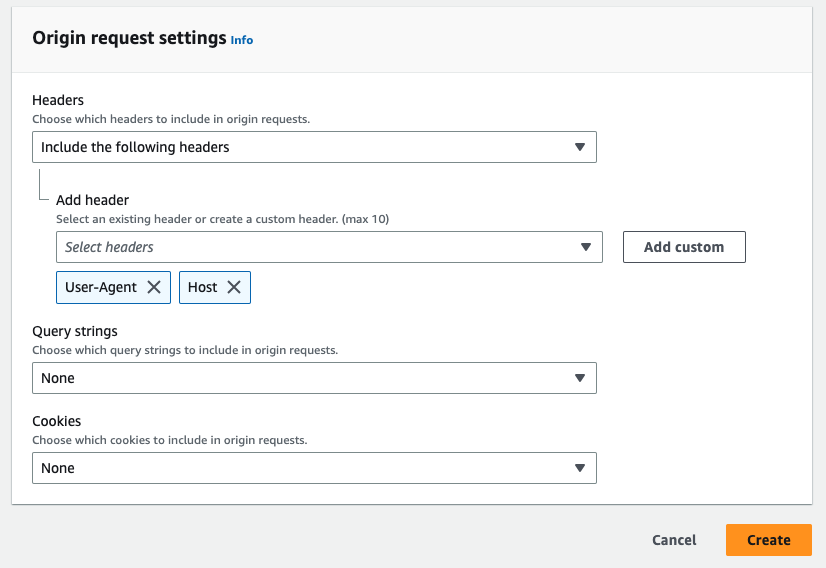 Origin request settings Info
Headers
Choose which headers to include in origin requests.
Include the following headers
Add header
Select an existing header or create a custom header. (max 10)
Select headers
Add custom
User-Agent
Host
Query strings
Choose which query strings to include in origin requests.
None
Cookies
Choose which cookies to include in origin requests.
None
Cancel
Create